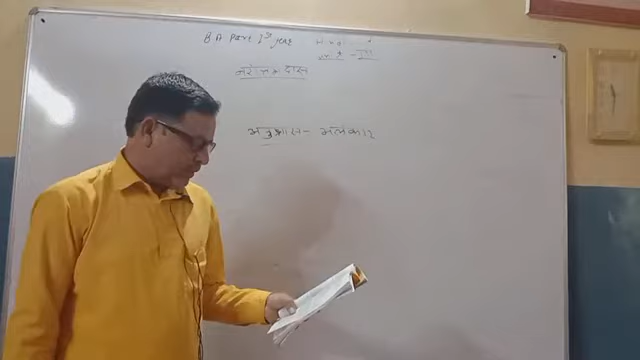 B A Part 1st year
नरोत्तम दास
अनुप्रास - अलंकार